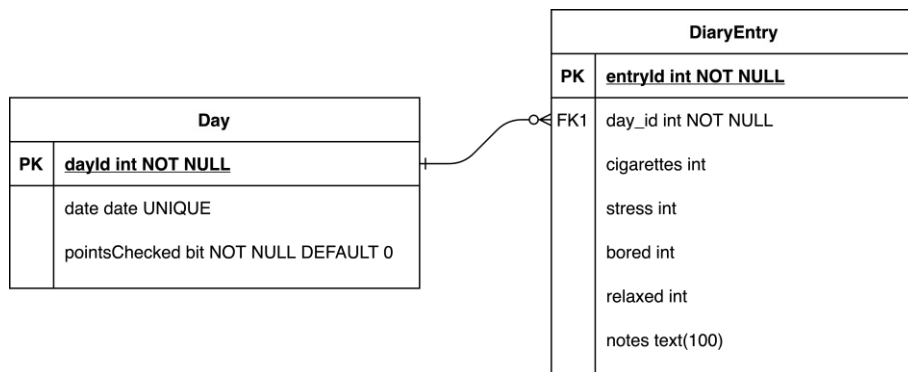 Day
PK dayId int NOT NULL
date date UNIQUE
pointsChecked bit NOT NULL DEFAULT 0
DiaryEntry
PK entryId int NOT NULL
FK1 day_id int NOT NULL
cigarettes int
stress int
bored int
relaxed int
notes text(100)